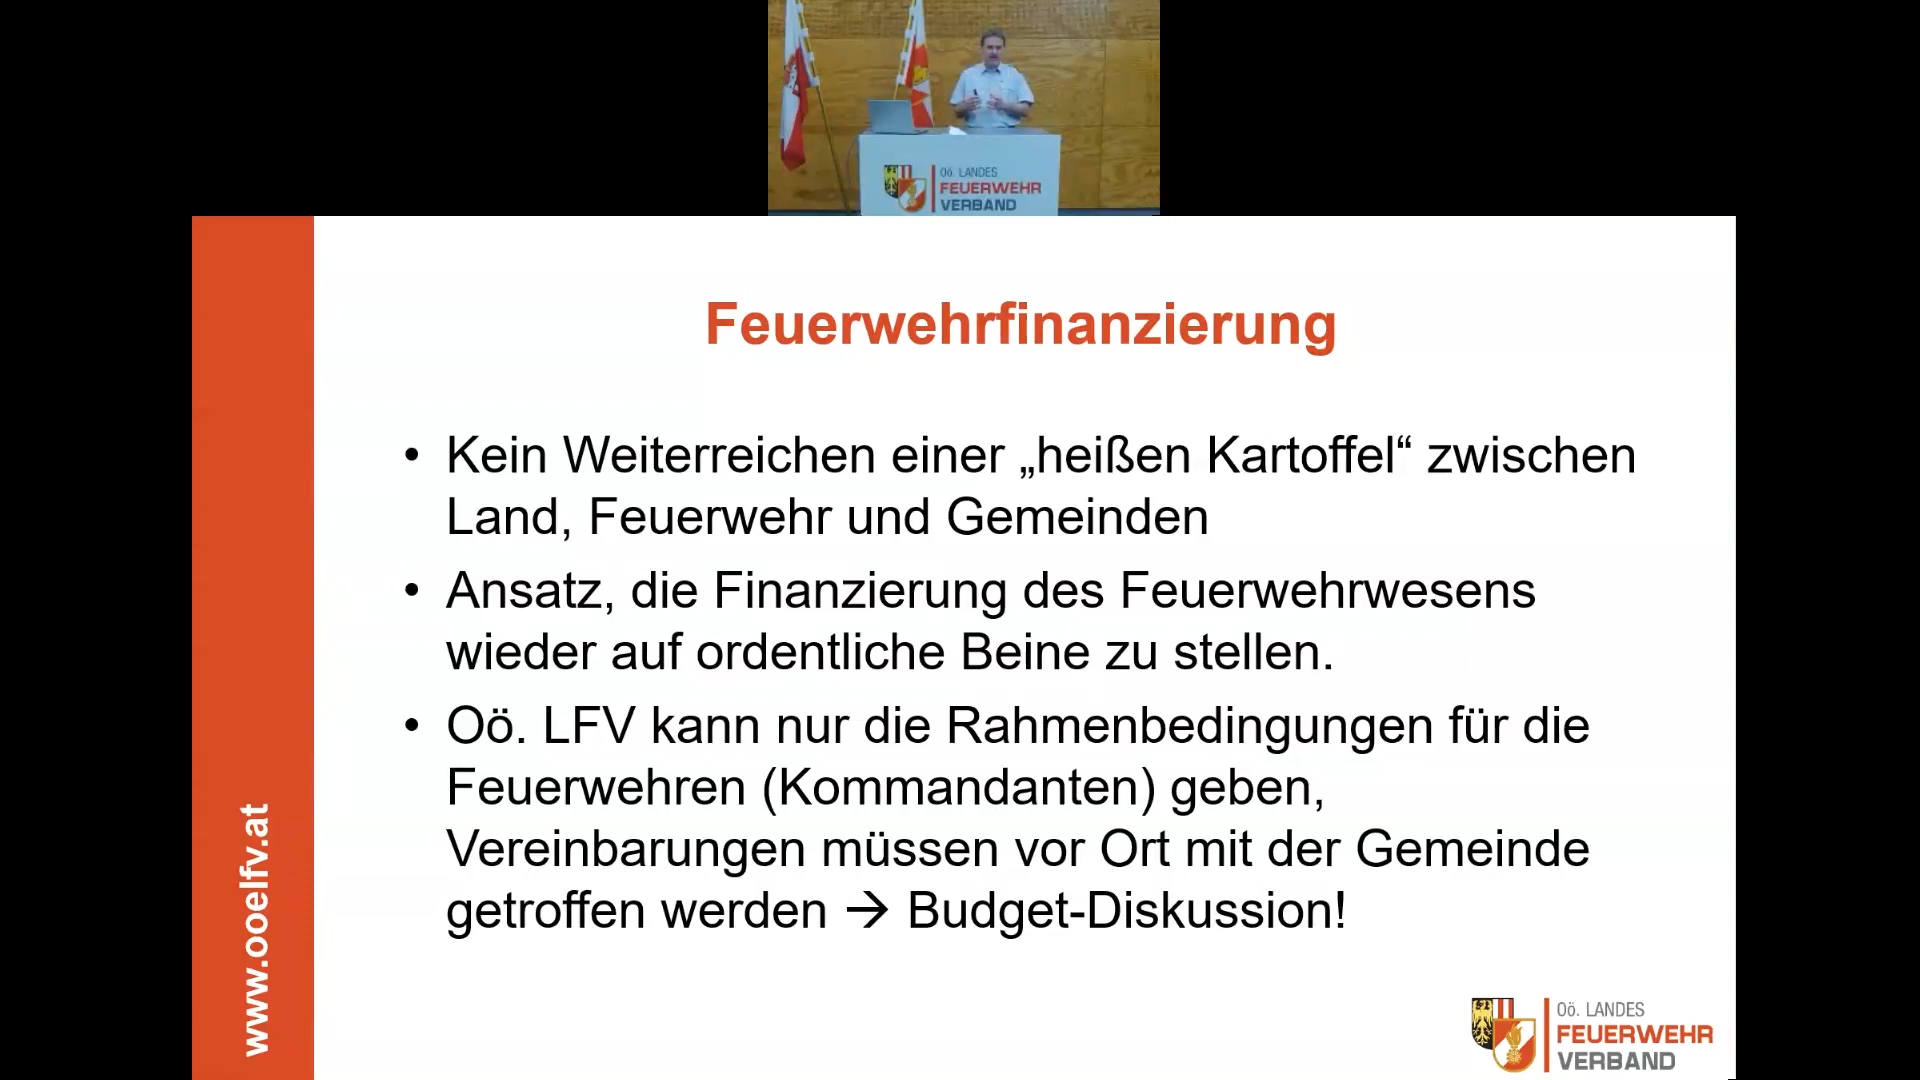 Oö. LANDES
FEUERWEHR
VERBAND
Feuerwehrfinanzierung
• Kein Weiterreichen einer „heißen Kartoffel“ zwischen
Land, Feuerwehr und Gemeinden
• Ansatz, die Finanzierung des Feuerwehrwesens
wieder auf ordentliche Beine zu stellen.
• Oö. LFV kann nur die Rahmenbedingungen für die
Feuerwehren (Kommandanten) geben,
Vereinbarungen müssen vor Ort mit der Gemeinde
getroffen werden → Budget-Diskussion!
www.ooelfv.at
Oö. LANDES
FEUERWEHR
VERBAND